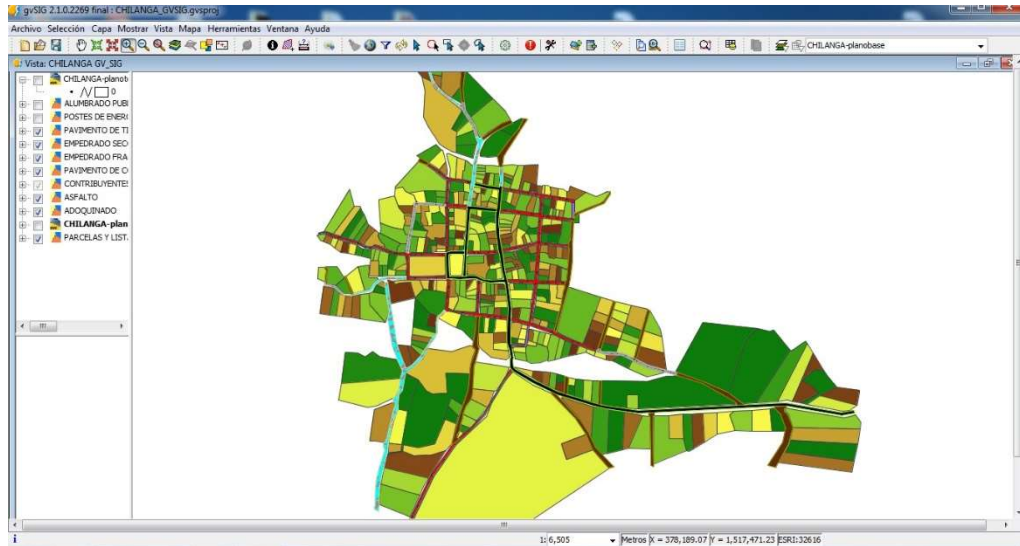 gvSIG 2.1.0.2269 final : CHILANGA_GVSIG.gvsproj
Archivo Selección Capa Mostrar Vista Mapa Herramientas Ventana Ayuda
CHILANGA-planobase
Vista: CHILANGA GV_SIG
CHILANGA-planot
0
ALUMBRADO PUBI
POSTES DE ENER(
PAVIMENTO DE TI
EMPEDRADO SEC(
EMPEDRADO FRA
PAVIMENTO DE C(
CONTRIBUYENTE:
ASFALTO
ADOQUINADO
CHILANGA-plan
PARCELAS Y LIST.
1: 6,505 Metros X = 378,189.07 Y = 1,517,471.23 ESRI:32616